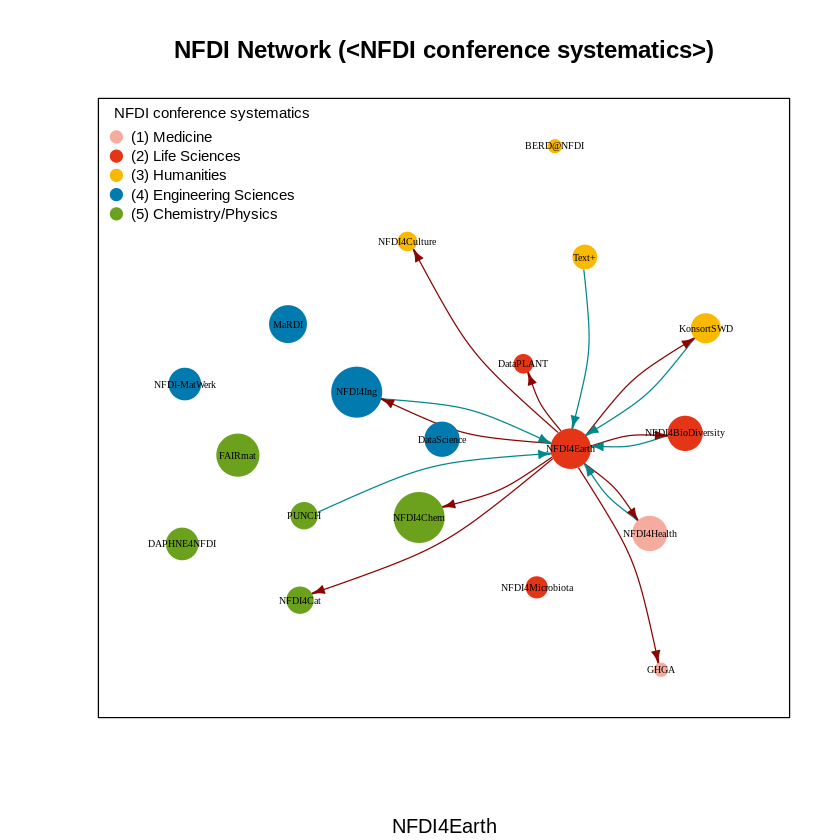 NFDI Network (<NFDI conference systematics>)
NFDI conference systematics
(1) Medicine
(2) Life Sciences
(3) Humanities
(4) Engineering Sciences
(5) Chemistry/Physics
BERD@NFDI
NFDI4Culture
Text+
MaRDI
KonsortSWD
DataPLANT
NFDI-MatWerk
NFDI4Ing
NFDI4BioDiversity
DataScience
NFDI4Earth
FAIRmat
PUNCH
NFDI4Chem
NFDI4Health
DAPHNE4NFDI
NFDI4Microbiota
NFDI4Cat
GHGA
NFDI4Earth